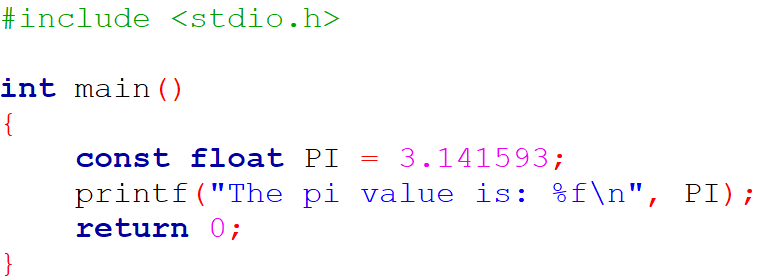 #include <stdio.h>
int main()
{
const float PI = 3.141593;
printf("The pi value is: %f\n", PI);
return 0;
}